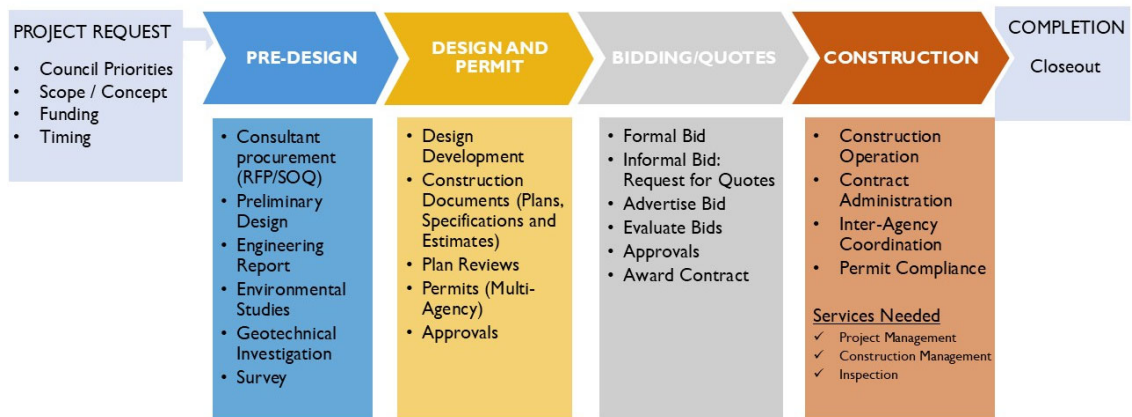 PROJECT REQUEST
• Council Priorities
• Scope / Concept
• Funding
• Timing
PRE-DESIGN
• Consultant
procurement
(RFP/SOQ)
• Preliminary
Design
• Engineering
Report
• Environmental
Studies
• Geotechnical
Investigation
• Survey
DESIGN AND
PERMIT
• Design
Development
• Construction
Documents (Plans,
Specifications and
Estimates)
• Plan Reviews
• Permits (Multi-
Agency)
• Approvals
BIDDING/QUOTES
• Formal Bid
• Informal Bid:
Request for Quotes
• Advertise Bid
• Evaluate Bids
• Approvals
• Award Contract
CONSTRUCTION
• Construction
Operation
• Contract
Administration
• Inter-Agency
Coordination
• Permit Compliance
Services Needed
✓ Project Management
✓ Construction Management
✓ Inspection
COMPLETION
Closeout